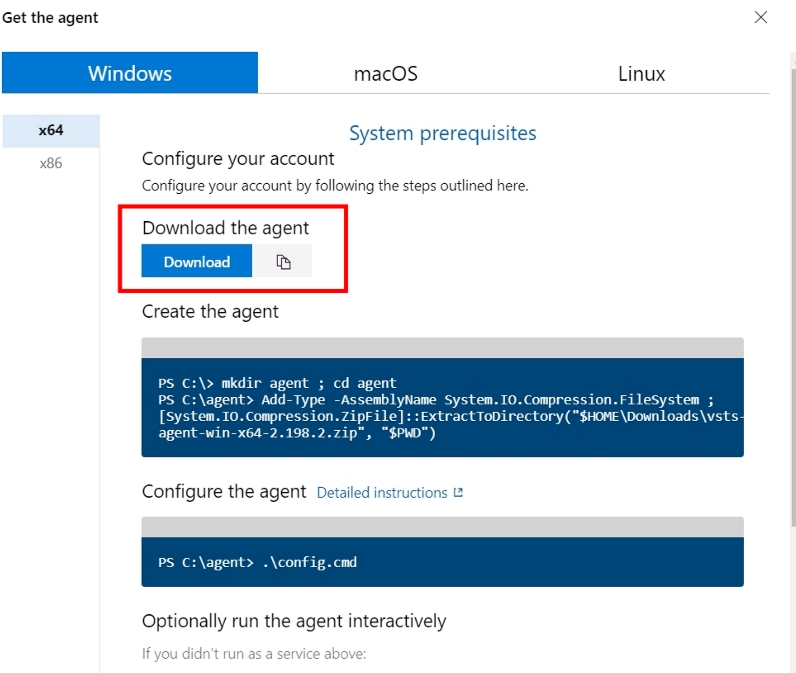 Get the agent
Windows
macOS
Linux
x64
x86
System prerequisites
Configure your account
Configure your account by following the steps outlined here.
Download the agent
Download
Create the agent
PS C:\> mkdir agent ; cd agent
PS C:\agent> Add-Type -AssemblyName System.IO.Compression.FileSystem ;
[System.IO.Compression.ZipFile]::ExtractToDirectory("$HOME\Downloads\vsts-
agent-win-x64-2.198.2.zip", "$PWD")
Configure the agent Detailed instructions
PS C:\agent> .\config.cmd
Optionally run the agent interactively
If you didn't run as a service above: